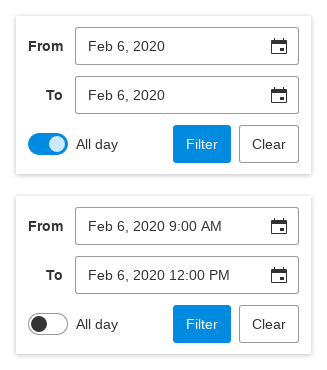 From Feb 6, 2020
To Feb 6, 2020
All day Filter Clear
From Feb 6, 2020 9:00 AM
To Feb 6, 2020 12:00 PM
All day Filter Clear